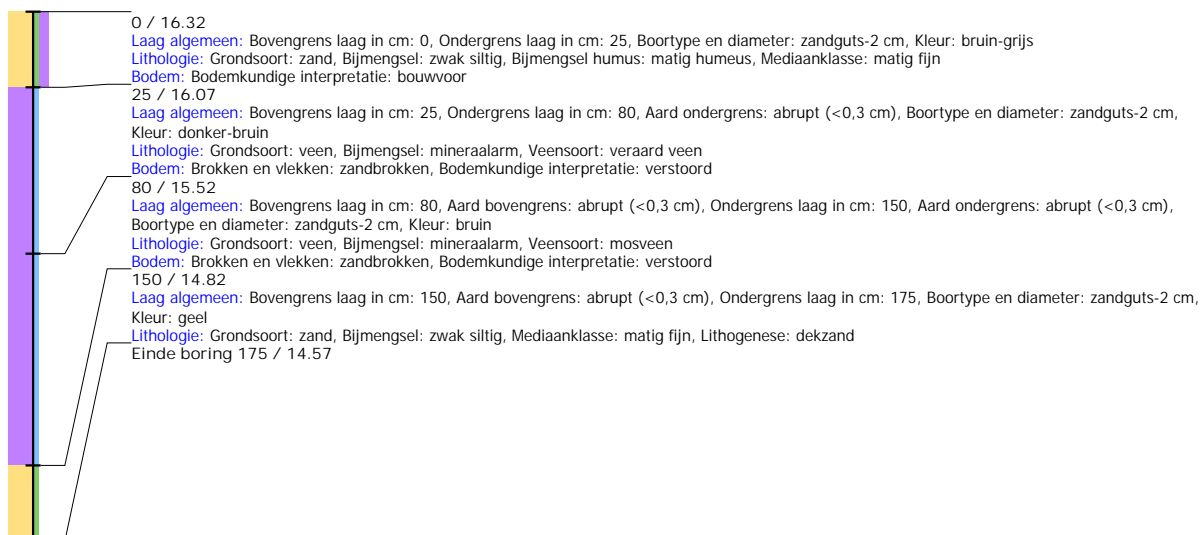 0 / 16.32
Laag algemeen: Bovengrens laag in cm: 0, Ondergrens laag in cm: 25, Boortype en diameter: zandguts-2 cm, Kleur: bruin-grijs
Lithologie: Grondsoort: zand, Bijmengsel: zwak siltig, Bijmengsel humus: matig humeus, Mediaanklasse: matig fijn
Bodem: Bodemkundige interpretatie: bouwvoor
25 / 16.07
Laag algemeen: Bovengrens laag in cm: 25, Ondergrens laag in cm: 80, Aard ondergrens: abrupt (<0,3 cm), Boortype en diameter: zandguts-2 cm,
Kleur: donker-bruin
Lithologie: Grondsoort: veen, Bijmengsel: mineraalarm, Veensoort: veraard veen
Bodem: Brokken en vlekken: zandbrokken, Bodemkundige interpretatie: verstoord
80 / 15.52
Laag algemeen: Bovengrens laag in cm: 80, Aard bovengrens: abrupt (<0,3 cm), Ondergrens laag in cm: 150, Aard ondergrens: abrupt (<0,3 cm),
Boortype en diameter: zandguts-2 cm, Kleur: bruin
Lithologie: Grondsoort: veen, Bijmengsel: mineraalarm, Veensoort: mosveen
Bodem: Brokken en vlekken: zandbrokken, Bodemkundige interpretatie: verstoord
150 / 14.82
Laag algemeen: Bovengrens laag in cm: 150, Aard bovengrens: abrupt (<0,3 cm), Ondergrens laag in cm: 175, Boortype en diameter: zandguts-2 cm,
Kleur: geel
Lithologie: Grondsoort: zand, Bijmengsel: zwak siltig, Mediaanklasse: matig fijn, Lithogenese: dekzand
Einde boring 175 / 14.57